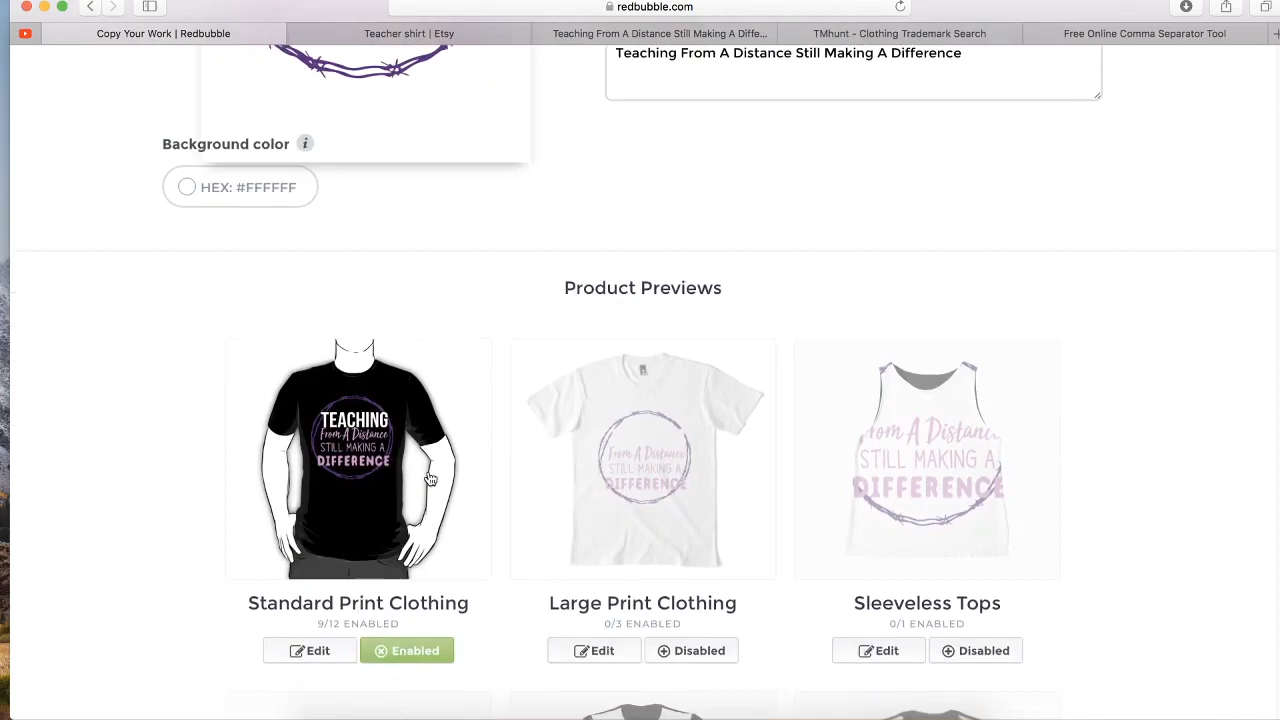 redbubble.com
Copy Your Work | Redbubble
Teacher shirt | Etsy
Teaching From A Distance Still Making A Diffe...
TMhunt - Clothing Trademark Search
Free Online Comma Separator Tool
Teaching From A Distance Still Making A Difference
Background color i
HEX: #FFFFFF
Product Previews
TEACHING
From A Distance
STILL MAKING A
DIFFERENCE
From A Distance
STILL MAKING A
DIFFERENCE
From A Distance
STILL MAKING A
DIFFERENCE
Standard Print Clothing
9/12 ENABLED
Edit
Enabled
Large Print Clothing
0/3 ENABLED
Edit
Disabled
Sleeveless Tops
0/1 ENABLED
Edit
Disabled